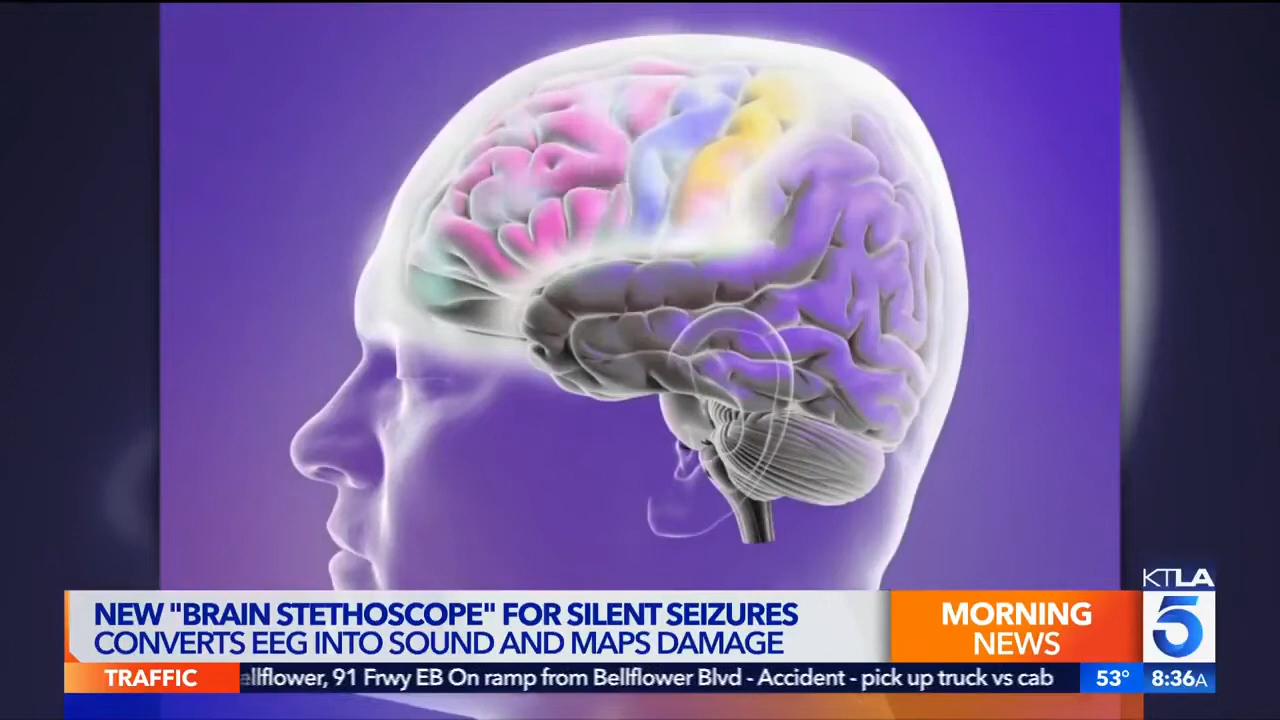 NEW "BRAIN STETHOSCOPE" FOR SILENT SEIZURES
CONVERTS EEG INTO SOUND AND MAPS DAMAGE
MORNING
NEWS
KTLA
5
TRAFFIC
ellflower, 91 Frwy EB On ramp from Bellflower Blvd - Accident - pick up truck vs cab
53°
8:36A